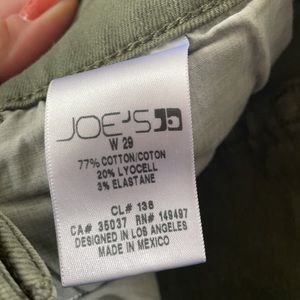 JOE'S
W 29
77% COTTON/COTON
20% LYOCELL
3% ELASTANE
CL# 138
CA# 35037 RN# 149497
DESIGNED IN LOS ANGELES
MADE IN MEXICO